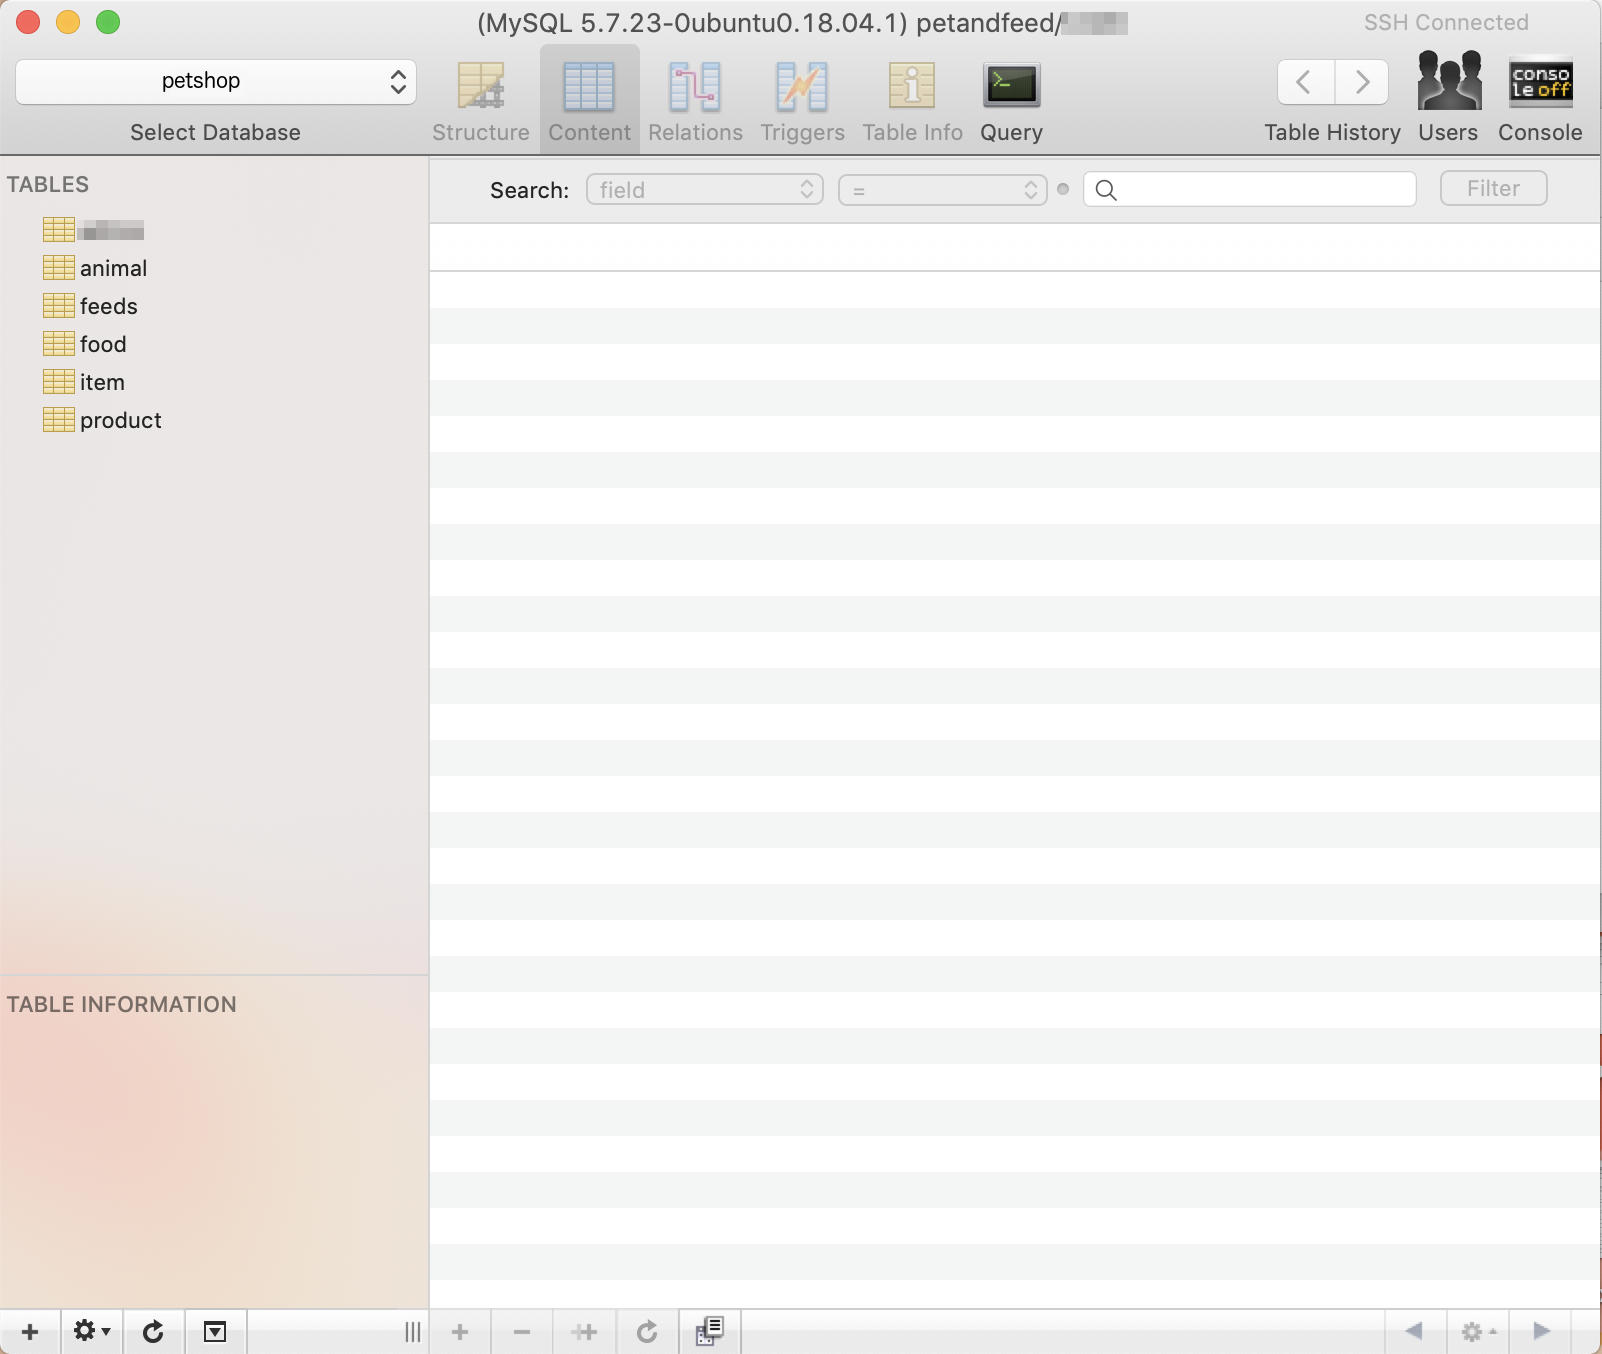 (MySQL 5.7.23-0ubuntu0.18.04.1) petandfeed/
SSH Connected
petshop
Select Database
Structure
Content
Relations
Triggers
Table Info
Query
Table History
Users
conso
le off
Console
TABLES
animal
feeds
food
item
product
Search:
field
=
Filter
TABLE INFORMATION